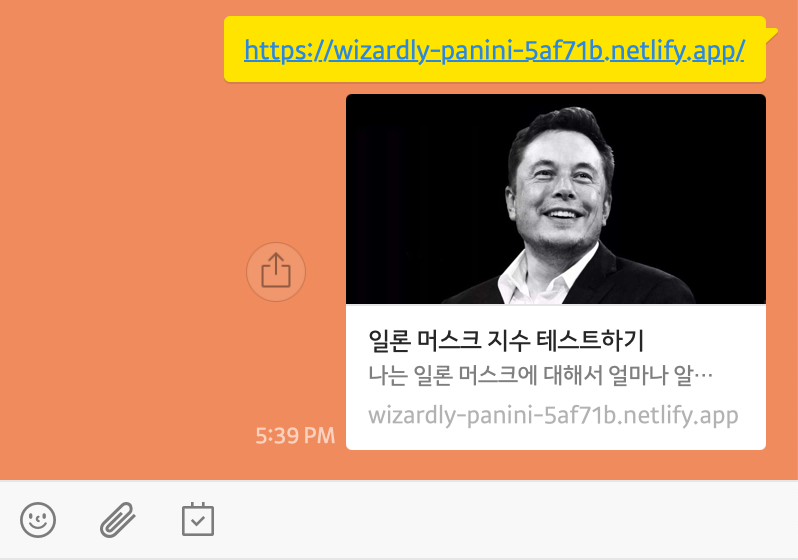 https://wizardly-panini-5af71b.netlify.app/
일론 머스크 지수 테스트하기
나는 일론 머스크에 대해서 얼마나 알…
wizardly-panini-5af71b.netlify.app
5:39 PM